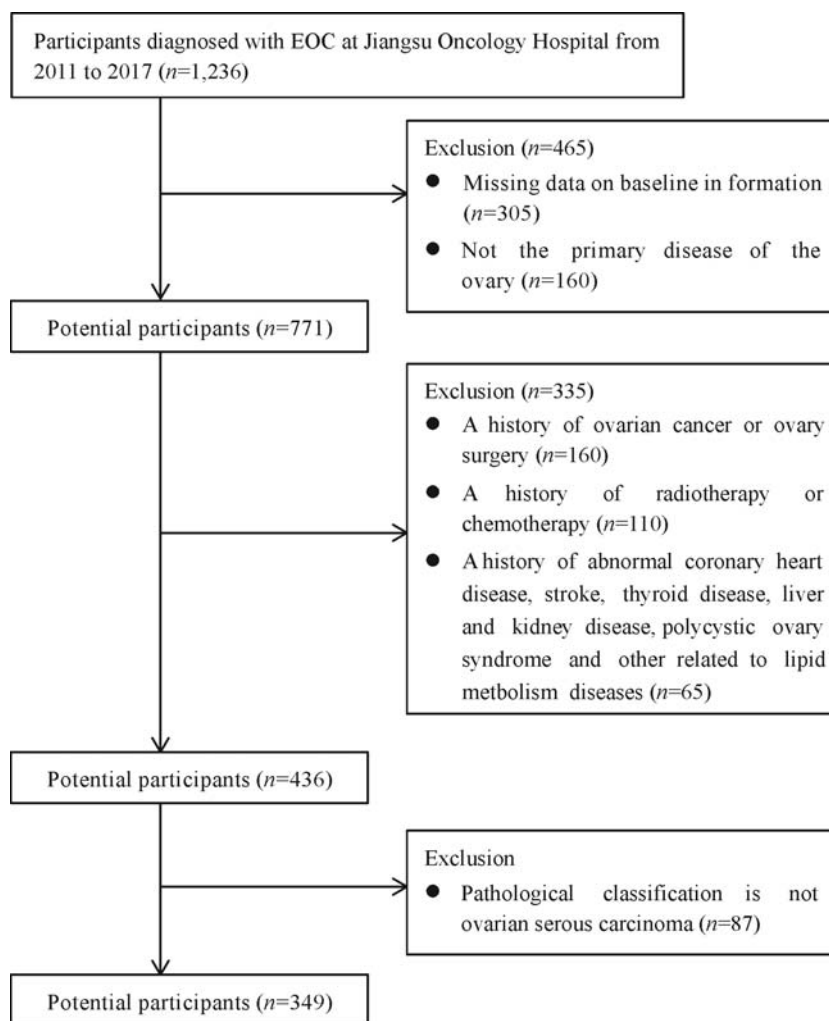 Participants diagnosed with EOC at Jiangsu Oncology Hospital from
2011 to 2017 (n=1,236)
Exclusion (n=465)
● Missing data on baseline in formation
(n=305)
● Not the primary disease of the
ovary (n=160)
Potential participants (n=771)
Exclusion (n=335)
● A history of ovarian cancer or ovary
surgery (n=160)
● A history of radiotherapy or
chemotherapy (n=110)
● A history of abnormal coronary heart
disease, stroke, thyroid disease, liver
and kidney disease, polycystic ovary
syndrome and other related to lipid
metbolism diseases (n=65)
Potential participants (n=436)
Exclusion
● Pathological classification is not
ovarian serous carcinoma (n=87)
Potential participants (n=349)